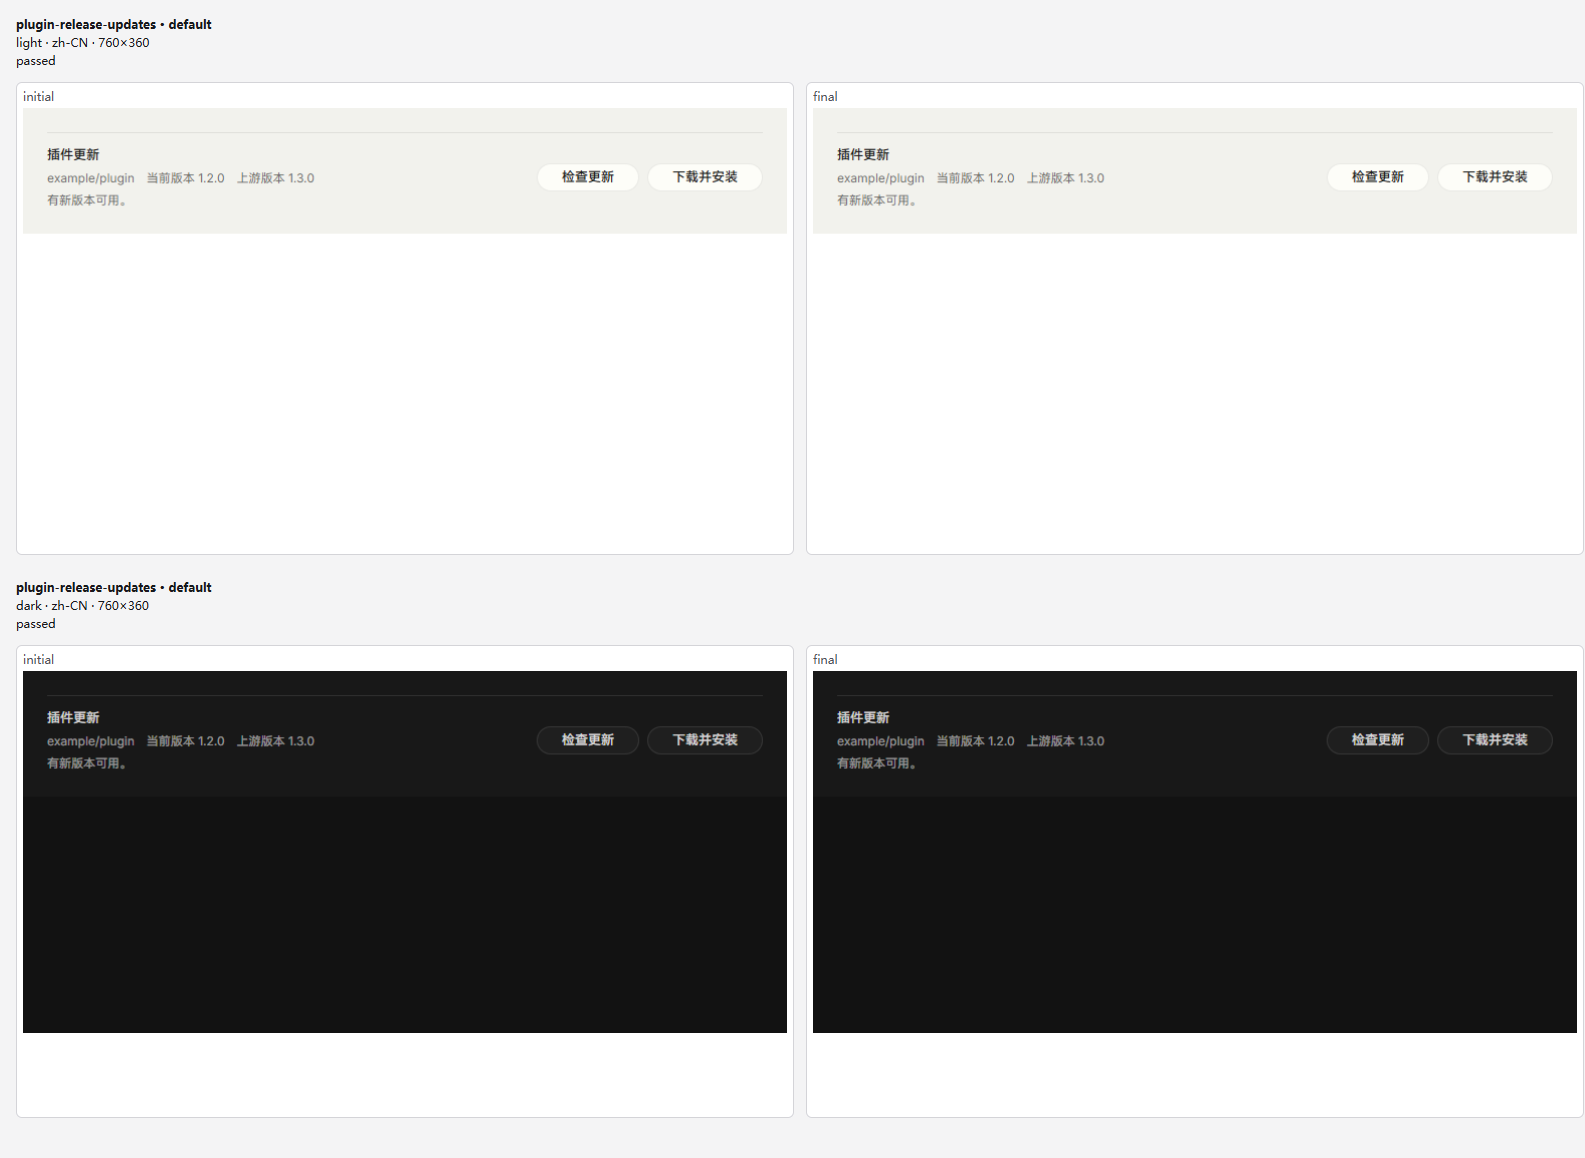 plugin-release-updates • default
light · zh-CN · 760×360
passed
initial
插件更新
example/plugin 当前版本 1.2.0 上游版本 1.3.0
有新版本可用。
检查更新
下载并安装
final
插件更新
example/plugin 当前版本 1.2.0 上游版本 1.3.0
有新版本可用。
检查更新
下载并安装
plugin-release-updates • default
dark · zh-CN · 760×360
passed
initial
插件更新
example/plugin 当前版本 1.2.0 上游版本 1.3.0
有新版本可用。
检查更新
下载并安装
final
插件更新
example/plugin 当前版本 1.2.0 上游版本 1.3.0
有新版本可用。
检查更新
下载并安装